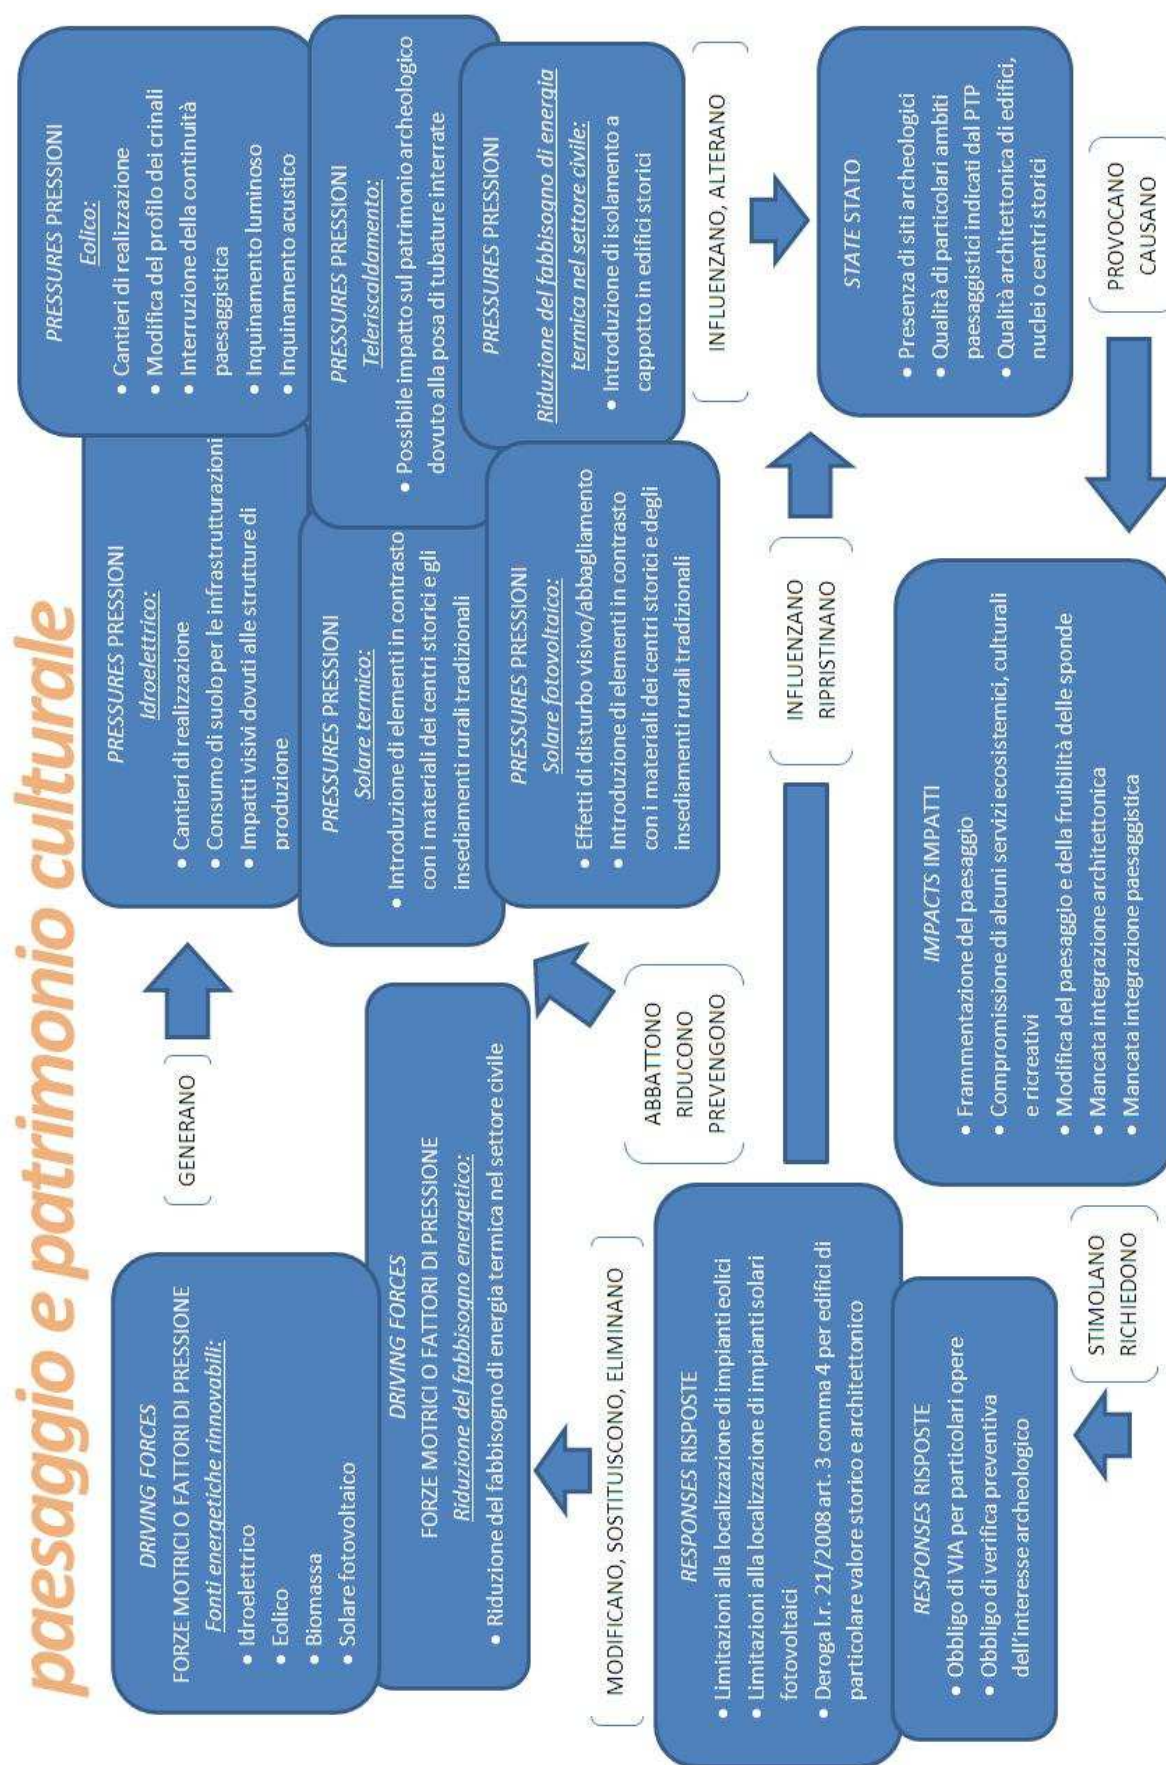 paesaggio e patrimonio culturale
DRIVING FORCES
FORZE MOTRICI O FATTORI DI PRESSIONE
Fonti energetiche rinnovabili:
• Idroelettrico
• Eolico
• Biomassa
• Solare fotovoltaico
DRIVING FORCES
FORZE MOTRICI O FATTORI DI PRESSIONE
Riduzione del fabbisogno energetico:
• Riduzione del fabbisogno di energia termica nel settore civile
GENERANO
PRESSURES PRESSIONI
Idroelettrico:
• Cantieri di realizzazione
• Consumo di suolo per le infrastrutturazioni
• Impatti visivi dovuti alle strutture di
produzione
PRESSURES PRESSIONI
Eolico:
• Cantieri di realizzazione
• Modifica del profilo dei crinali
• Interruzione della continuità
paesaggistica
• Inquinamento luminoso
• Inquinamento acustico
PRESSURES PRESSIONI
Solare termico:
• Introduzione di elementi in contrasto
con i materiali dei centri storici e gli
insediamenti rurali tradizionali
PRESSURES PRESSIONI
Teleriscaldamento:
• Possibile impatto sul patrimonio archeologico
dovuto alla posa di tubature interrate
PRESSURES PRESSIONI
Solare fotovoltaico:
• Effetti di disturbo visivo/abbagliamento
• Introduzione di elementi in contrasto
con i materiali dei centri storici e degli
insediamenti rurali tradizionali
PRESSURES PRESSIONI
Riduzione del fabbisogno di energia
termica nel settore civile:
• Introduzione di isolamento a
cappotto in edifici storici
MODIFICANO, SOSTITUISCONO, ELIMINANO
ABBATTONO
RIDUCONO
PREVENGONO
INFLUENZANO, ALTERANO
RESPONSES RISPOSTE
• Limitazioni alla localizzazione di impianti eolici
• Limitazioni alla localizzazione di impianti solari
fotovoltaici
• Deroga l.r. 21/2008 art. 3 comma 4 per edifici di
particolare valore storico e architettonico
RESPONSES RISPOSTE
• Obbligo di VIA per particolari opere
• Obbligo di verifica preventiva
dell'interesse archeologico
INFLUENZANO
RIPRISTINANO
STATE STATO
• Presenza di siti archeologici
• Qualità di particolari ambiti
paesaggistici indicati dal PTP
• Qualità architettonica di edifici,
nuclei o centri storici
IMPACTS IMPATTI
• Frammentazione del paesaggio
• Compromissione di alcuni servizi ecosistemici, culturali
e ricreativi
• Modifica del paesaggio e della fruibilità delle sponde
• Mancata integrazione architettonica
• Mancata integrazione paesaggistica
STIMOLANO
RICHIEDONO
PROVOCANO
CAUSANO